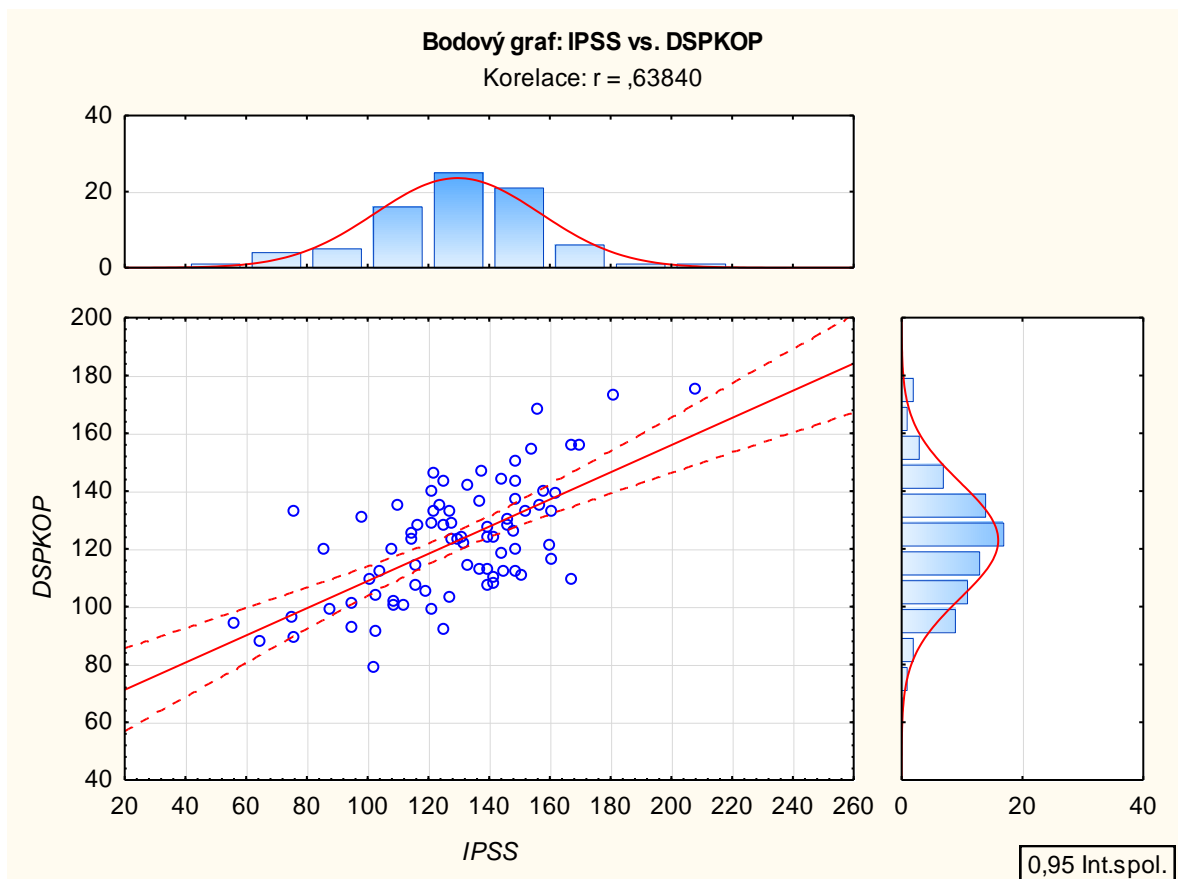 Bodový graf: IPSS vs. DSPKOP
Korelace: r = ,63840
40
20
0
200
180
160
140
120
100
80
60
40
DSPKOP
20 40 60 80 100 120 140 160 180 200 220 240 260
0 20 40
IPSS
0,95 Int.spol.